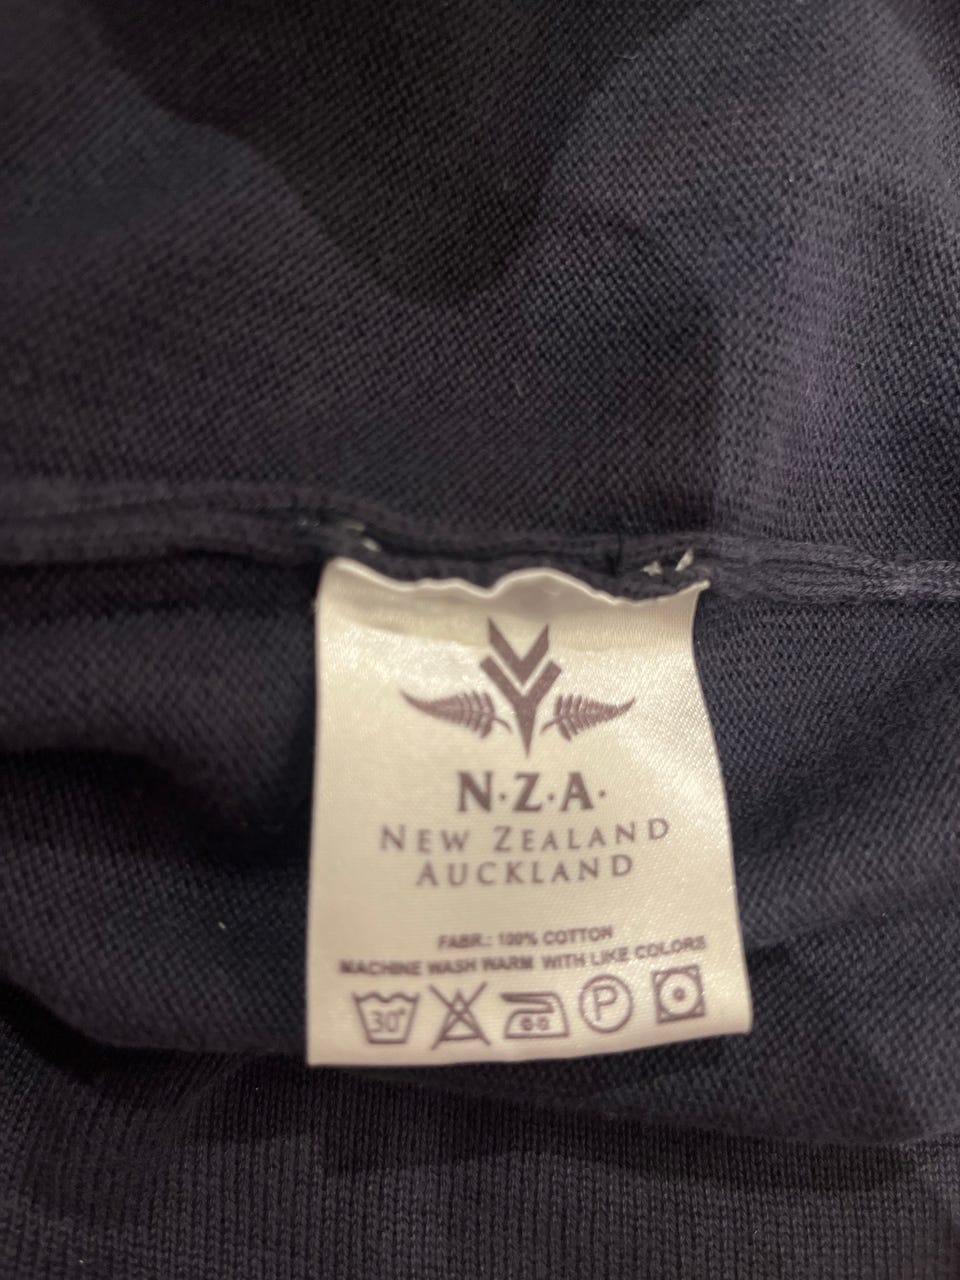 N·Z·A·
NEW ZEALAND
AUCKLAND
FABR.: 100% COTTON
MACHINE WASH WARM WITH LIKE COLORS
30° P